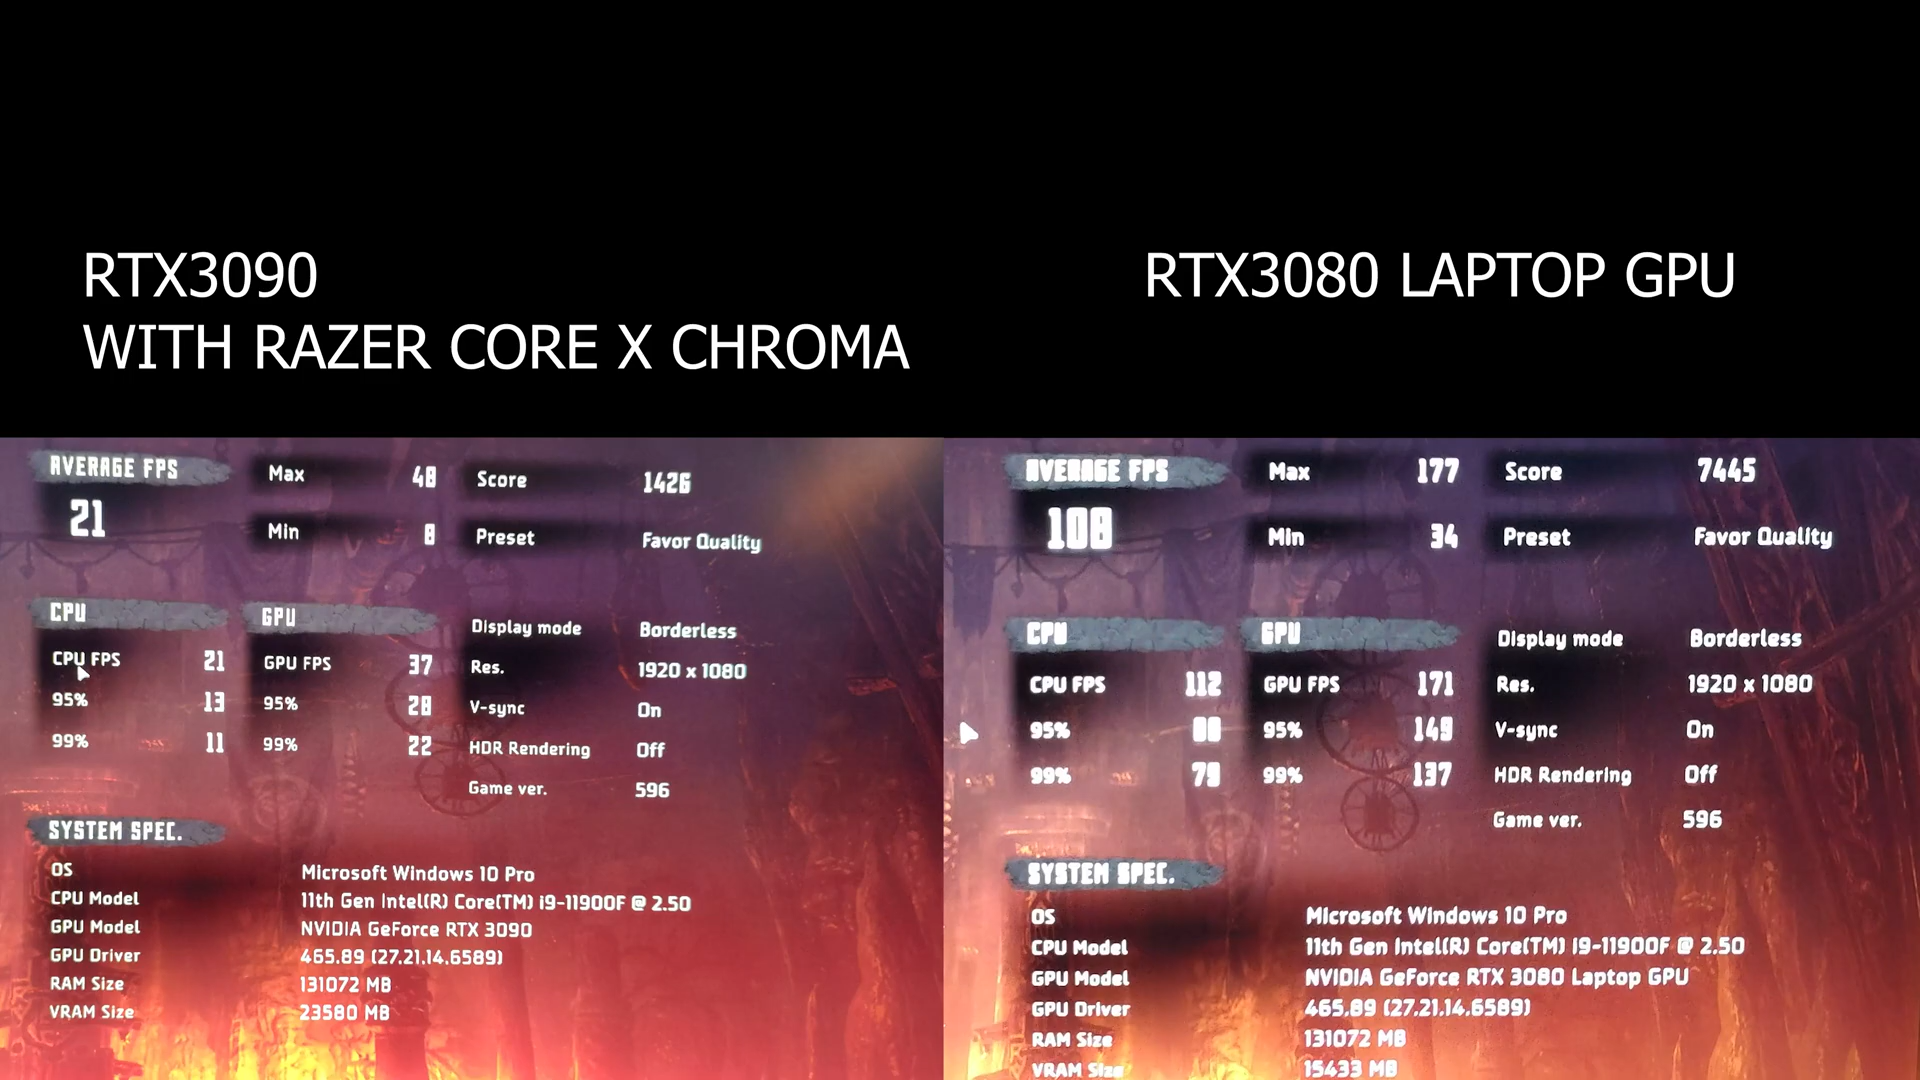 RTX3090
WITH RAZER CORE X CHROMA
RTX3080 LAPTOP GPU
AVERAGE FPS
21
Max 48
Min 8
Score 1426
Preset Favor Quality
CPU
CPU FPS 21
95% 13
99% 11
GPU
GPU FPS 37
95% 28
99% 22
Display mode Borderless
Res. 1920 x 1080
V-sync On
HDR Rendering Off
Game ver. 596
SYSTEM SPEC.
OS Microsoft Windows 10 Pro
CPU Model 11th Gen Intel(R) Core(TM) i9-11900F @ 2.50
GPU Model NVIDIA GeForce RTX 3090
GPU Driver 465.89 (27.21.14.6589)
RAM Size 131072 MB
VRAM Size 23580 MB
AVERAGE FPS
108
Max 177
Min 34
Score 7445
Preset Favor Quality
CPU
CPU FPS 112
95% 88
99% 79
GPU
GPU FPS 171
95% 149
99% 137
Display mode Borderless
Res. 1920 x 1080
V-sync On
HDR Rendering Off
Game ver. 596
SYSTEM SPEC.
OS Microsoft Windows 10 Pro
CPU Model 11th Gen Intel(R) Core(TM) i9-11900F @ 2.50
GPU Model NVIDIA GeForce RTX 3080 Laptop GPU
GPU Driver 465.89 (27.21.14.6589)
RAM Size 131072 MB
VRAM Size 15433 MB